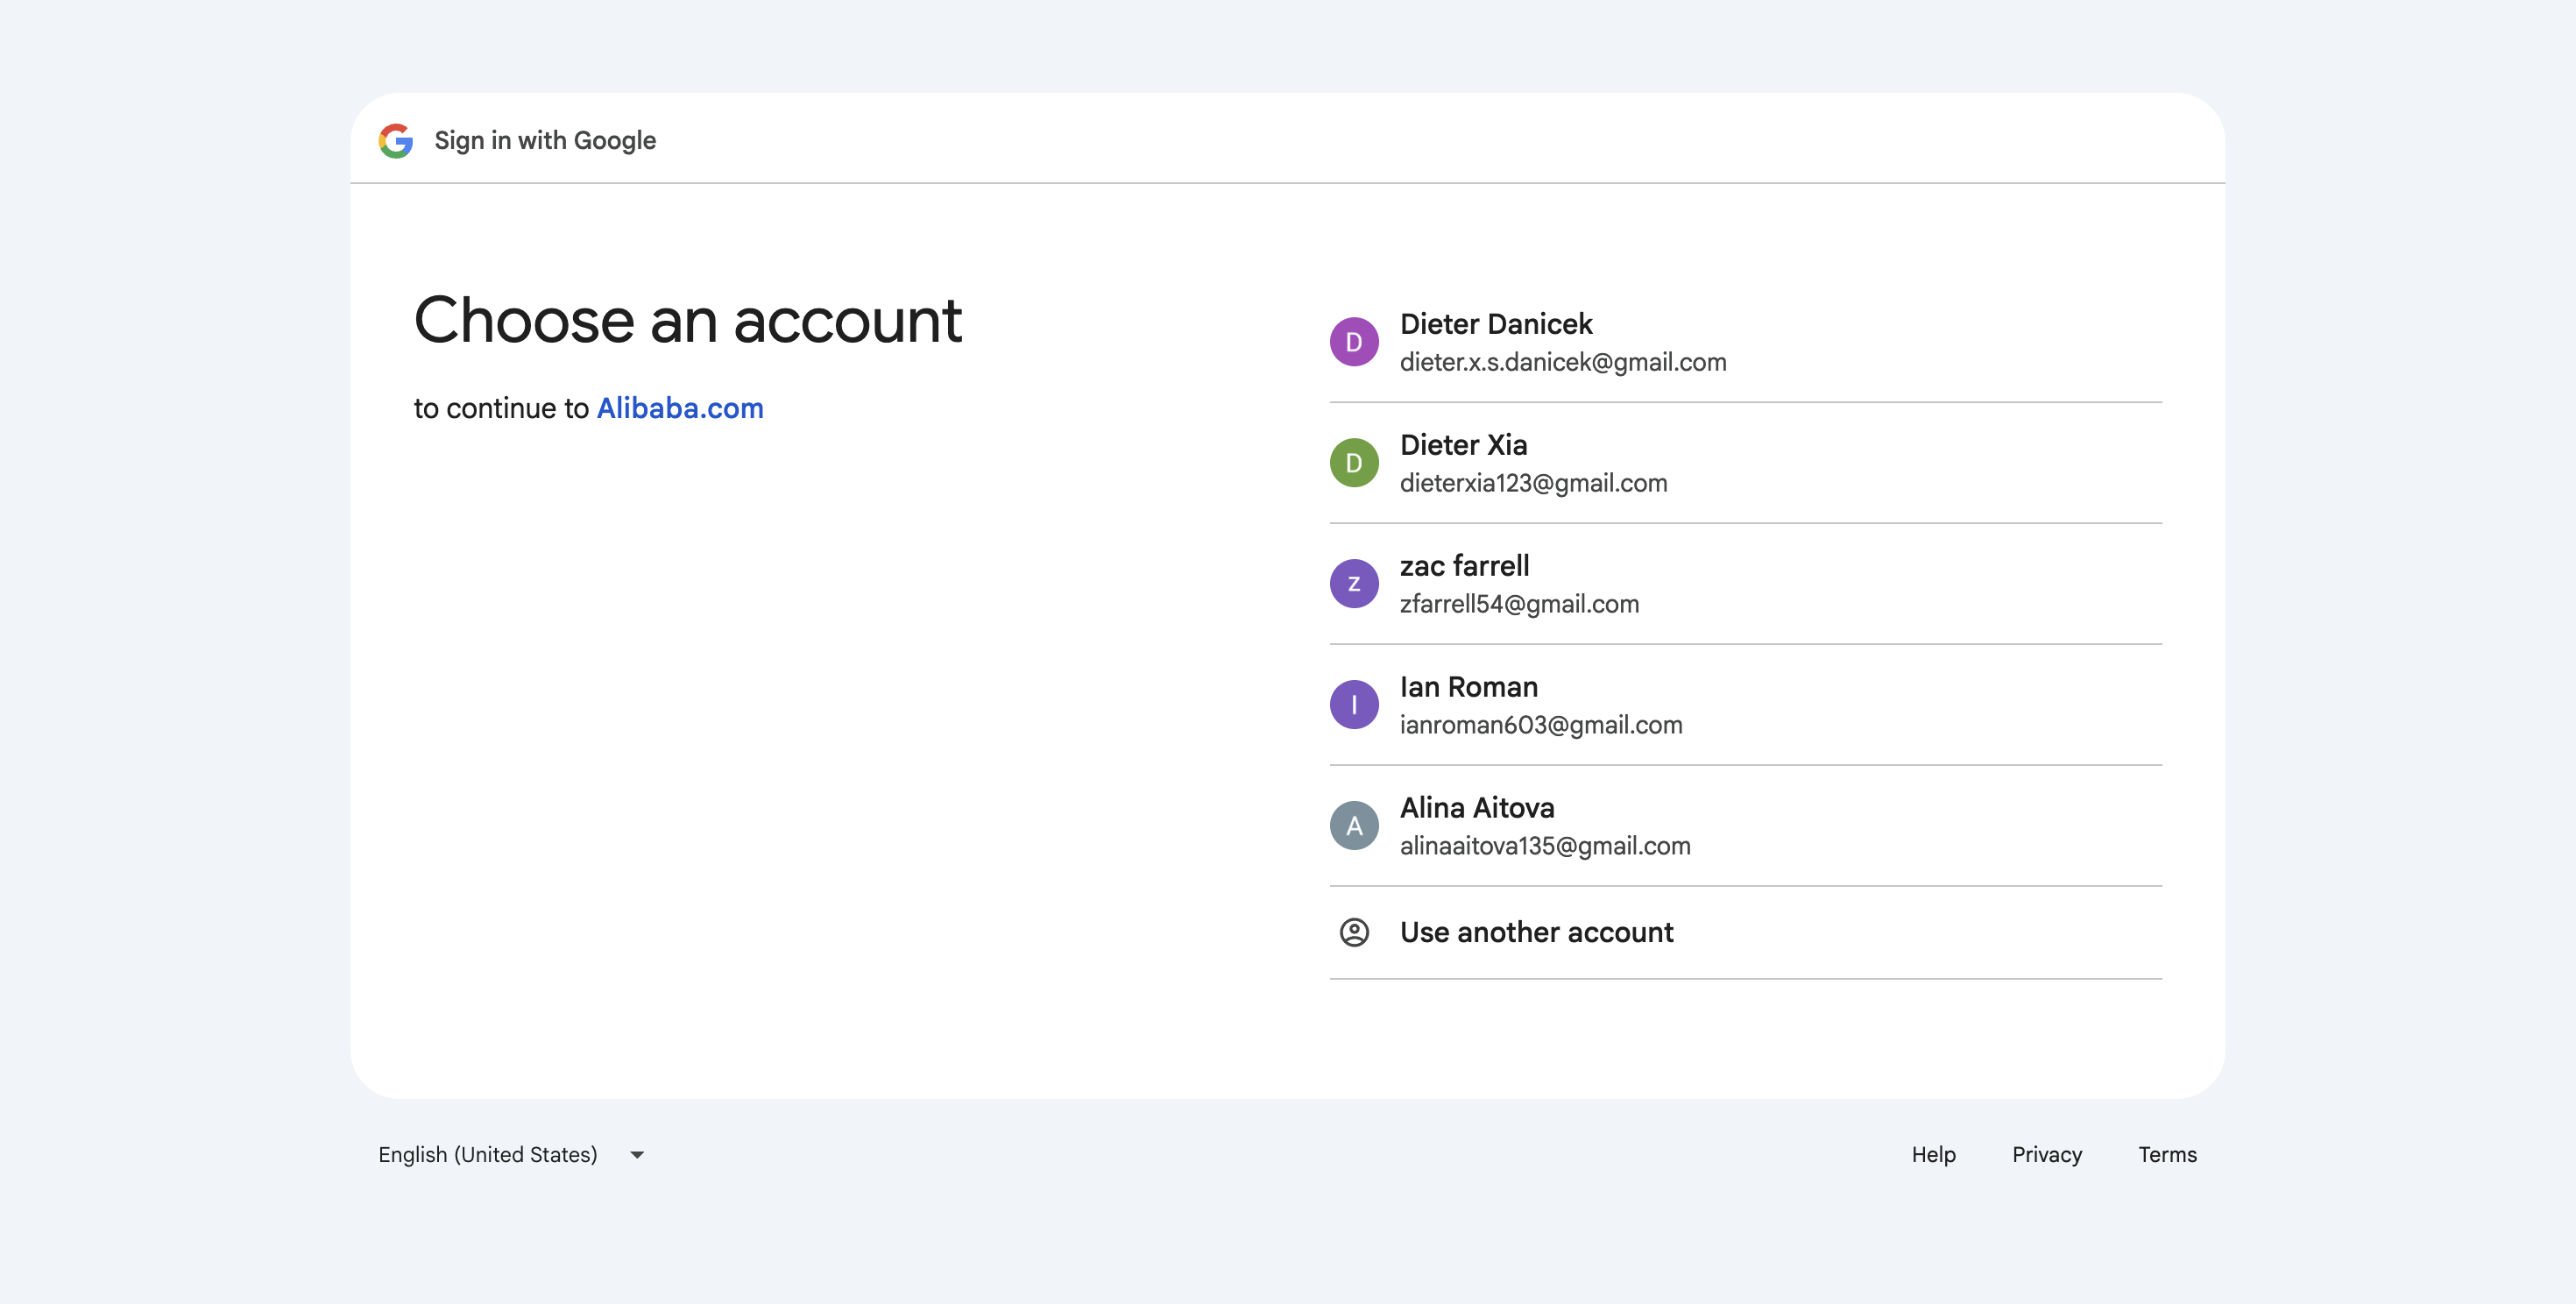 Sign in with Google
Choose an account
to continue to Alibaba.com
D
Dieter Danicek
dieter.x.s.danicek@gmail.com
D
Dieter Xia
dieterxia123@gmail.com
z
zac farrell
zfarrell54@gmail.com
I
Ian Roman
ianroman603@gmail.com
A
Alina Aitova
alinaaitova135@gmail.com
Use another account
English (United States)
Help Privacy Terms